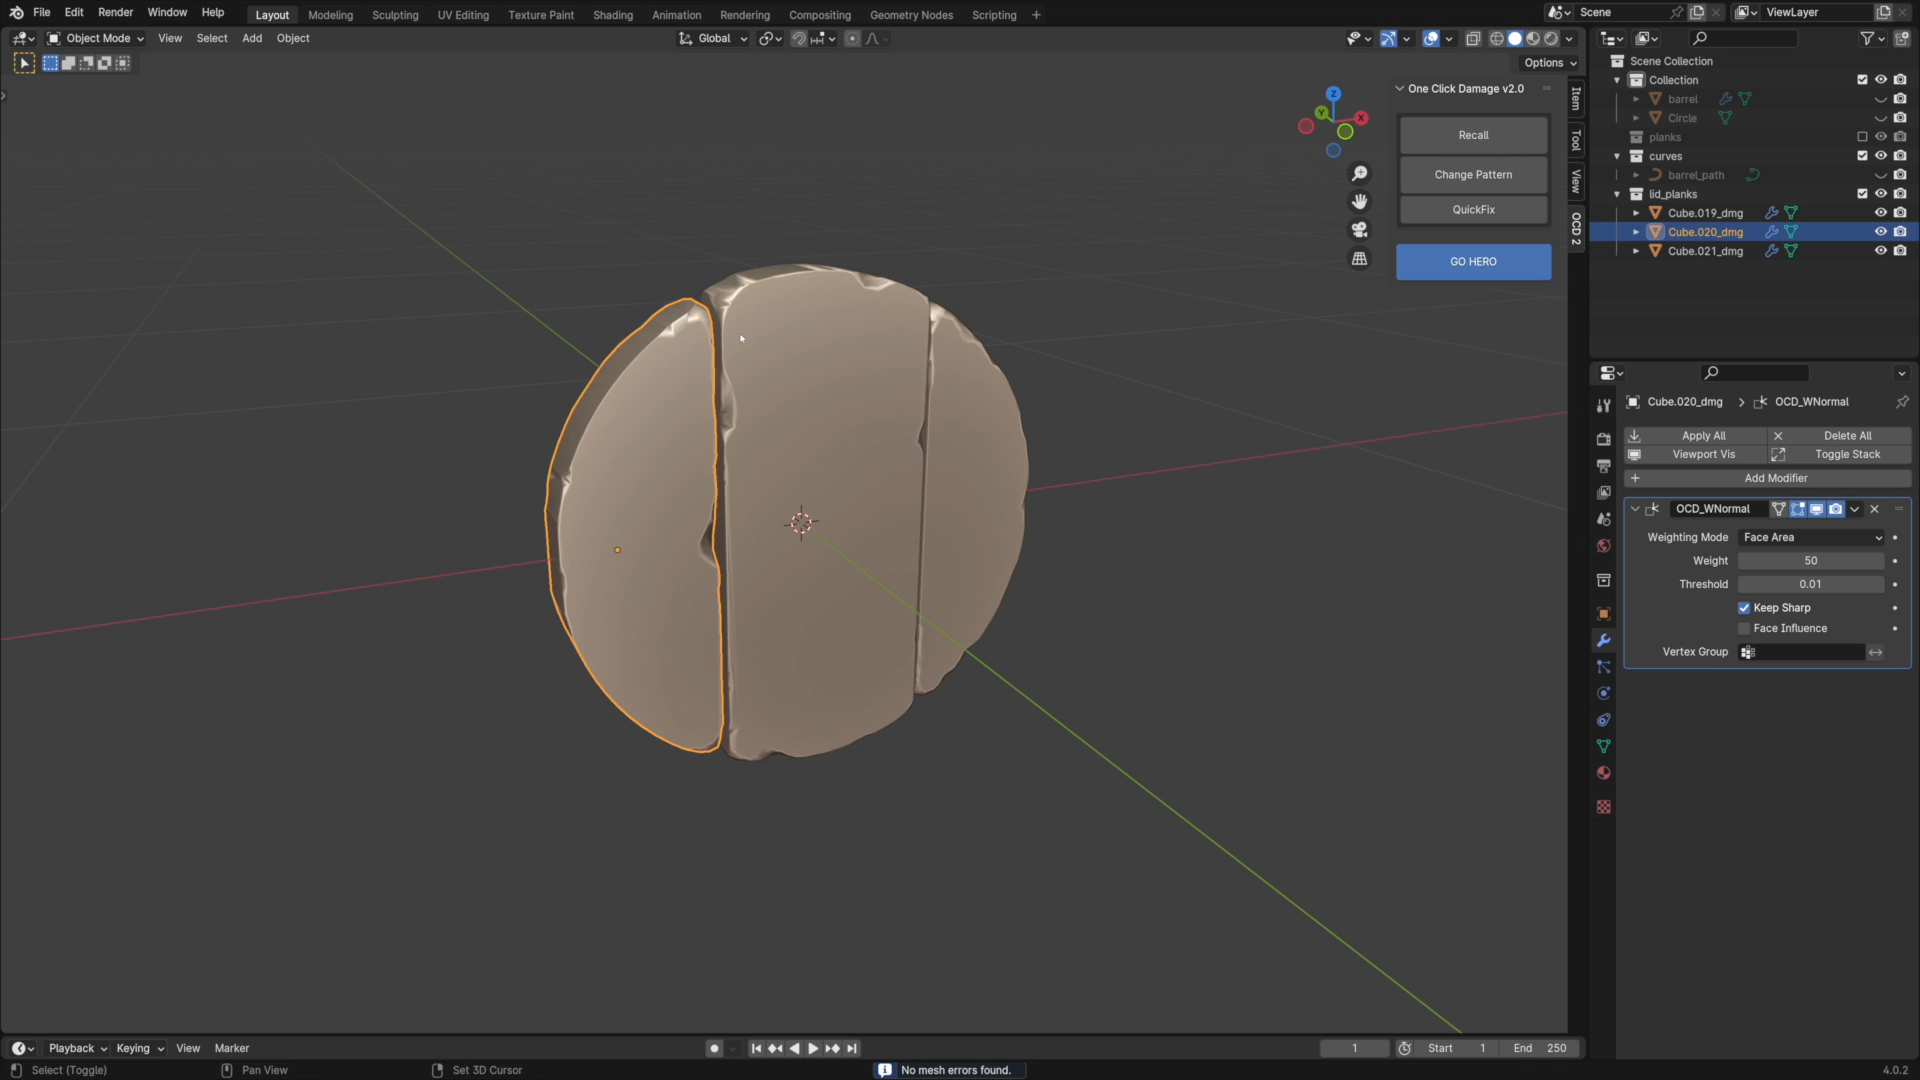 File Edit Render Window Help Layout Modeling Sculpting UV Editing Texture Paint Shading Animation Rendering Compositing Geometry Nodes Scripting + Scene ViewLayer
Object Mode View Select Add Object Global
Options
One Click Damage v2.0
Recall
Change Pattern
QuickFix
GO HERO
Item
Tool
View
OCD 2
Z
Y
X
Scene Collection
Collection
barrel
Circle
planks
curves
barrel_path
lid_planks
Cube.019_dmg
Cube.020_dmg
Cube.021_dmg
Cube.020_dmg > OCD_WNormal
Apply All Delete All
Viewport Vis Toggle Stack
Add Modifier
OCD_WNormal
Weighting Mode Face Area
Weight 50
Threshold 0.01
Keep Sharp
Face Influence
Vertex Group
Playback Keying View Marker 1 Start 1 End 250
Select (Toggle) Pan View Set 3D Cursor No mesh errors found. 4.0.2